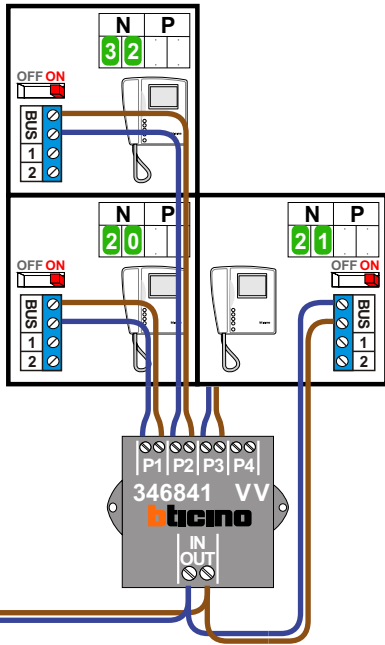 N P
3 2
OFF ON
BUS
1
2
N P
2 0
OFF ON
BUS
1
2
N P
2 1
OFF ON
BUS
1
2
P1 P2 P3 P4
346841 VV
bticino
IN
OUT